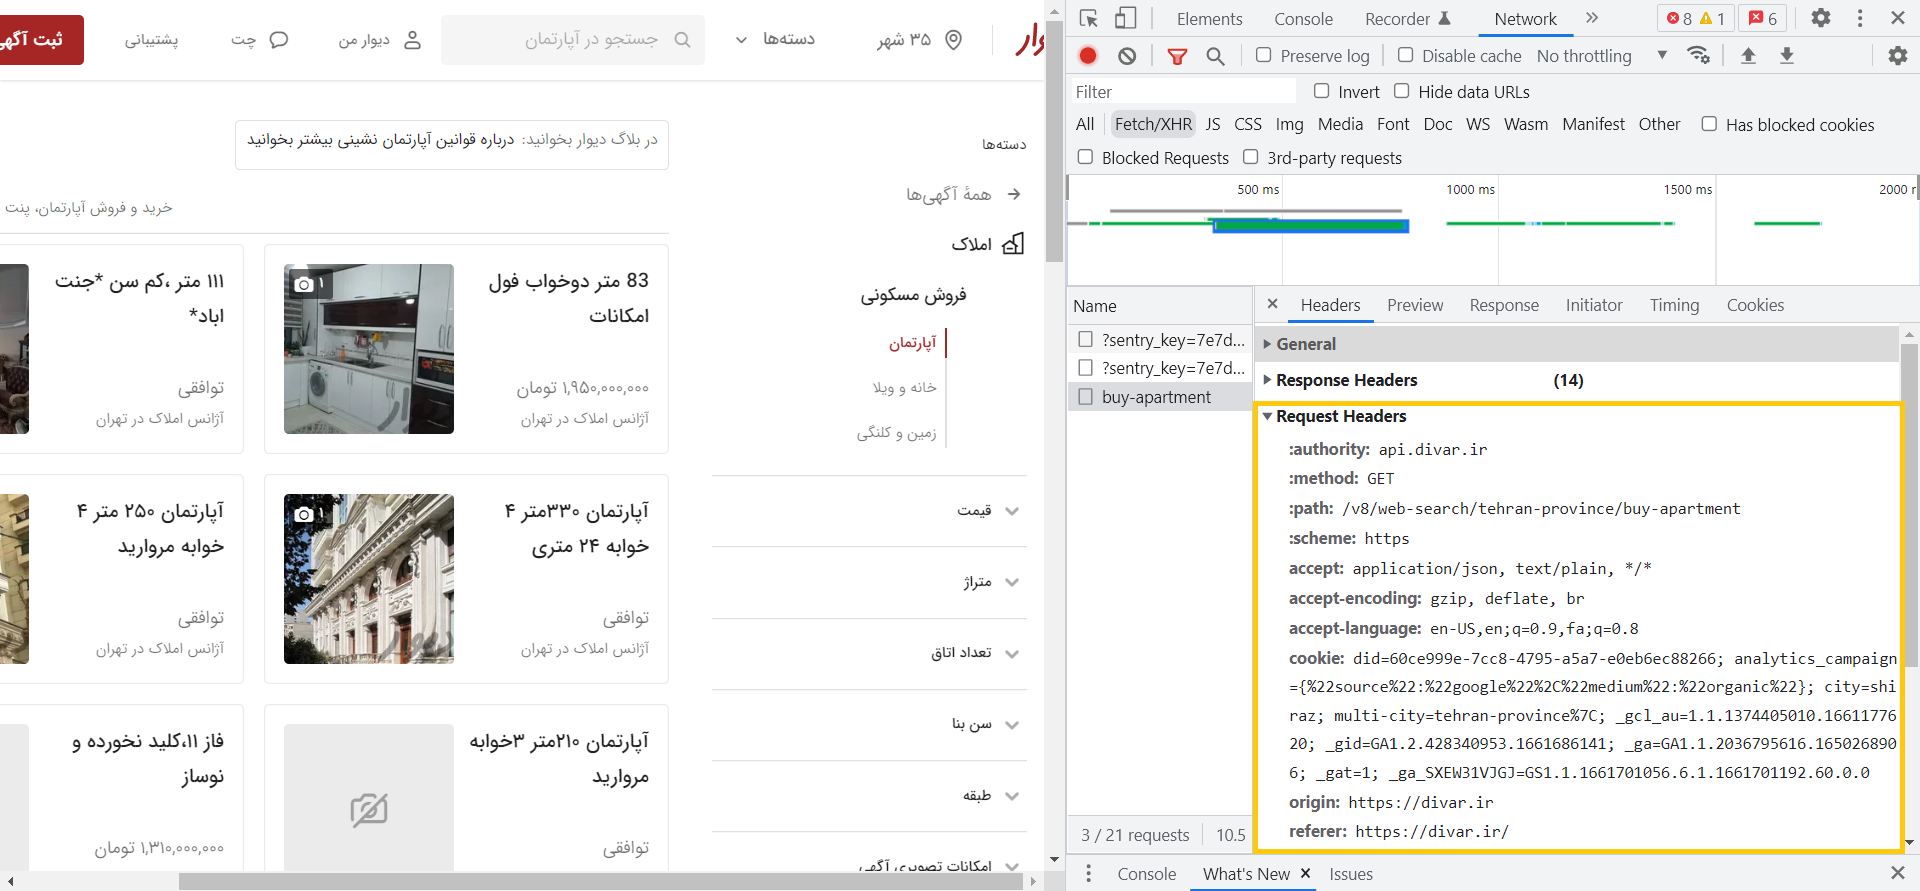 وار
۳۵ شهر
دسته‌ها
جستجو در آپارتمان
دیوار من
چت
پشتیبانی
ثبت آگهی
در بلاگ دیوار بخوانید: درباره قوانین آپارتمان نشینی بیشتر بخوانید
خرید و فروش آپارتمان، پنت
دسته‌ها
همهٔ آگهی‌ها
املاک
فروش مسکونی
آپارتمان
خانه و ویلا
زمین و کلنگی
قیمت
متراژ
تعداد اتاق
سن بنا
طبقه
امکانات تصویری آگهی
83 متر دوخواب فول
امکانات
۱,۹۵۰,۰۰۰,۰۰۰ تومان
آژانس املاک در تهران
۱
۱۱۱ متر ،کم سن *جنت
اباد*
توافقی
آژانس املاک در تهران
آپارتمان ۳۳۰متر ۴
خوابه ۲۴ متری
توافقی
آژانس املاک در تهران
۱
آپارتمان ۲۵۰ متر ۴
خوابه مروارید
توافقی
آژانس املاک در تهران
آپارتمان ۲۱۰متر ۳خوابه
مروارید
توافقی
فاز ۱۱،کلید نخورده و
نوساز
۱,۳۱۰,۰۰۰,۰۰۰ تومان
Elements Console Recorder Network 8 1 6
Preserve log Disable cache No throttling
Filter Invert Hide data URLs
All Fetch/XHR JS CSS Img Media Font Doc WS Wasm Manifest Other Has blocked cookies
Blocked Requests 3rd-party requests
500 ms 1000 ms 1500 ms 2000 r
Name
?sentry_key=7e7d...
?sentry_key=7e7d...
buy-apartment
3 / 21 requests 10.5
Headers Preview Response Initiator Timing Cookies
General
Response Headers (14)
Request Headers
:authority: api.divar.ir
:method: GET
:path: /v8/web-search/tehran-province/buy-apartment
:scheme: https
accept: application/json, text/plain, */*
accept-encoding: gzip, deflate, br
accept-language: en-US,en;q=0.9,fa;q=0.8
cookie: did=60ce999e-7cc8-4795-a5a7-e0eb6ec88266; analytics_campaign
={%22source%22:%22google%22%2C%22medium%22:%22organic%22}; city=shi
raz; multi-city=tehran-province%7C; _gcl_au=1.1.1374405010.16611776
20; _gid=GA1.2.428340953.1661686141; _ga=GA1.1.2036795616.165026890
6; _gat=1; _ga_SXEW31VJGJ=GS1.1.1661701056.6.1.1661701192.60.0.0
origin: https://divar.ir
referer: https://divar.ir/
Console What's New Issues